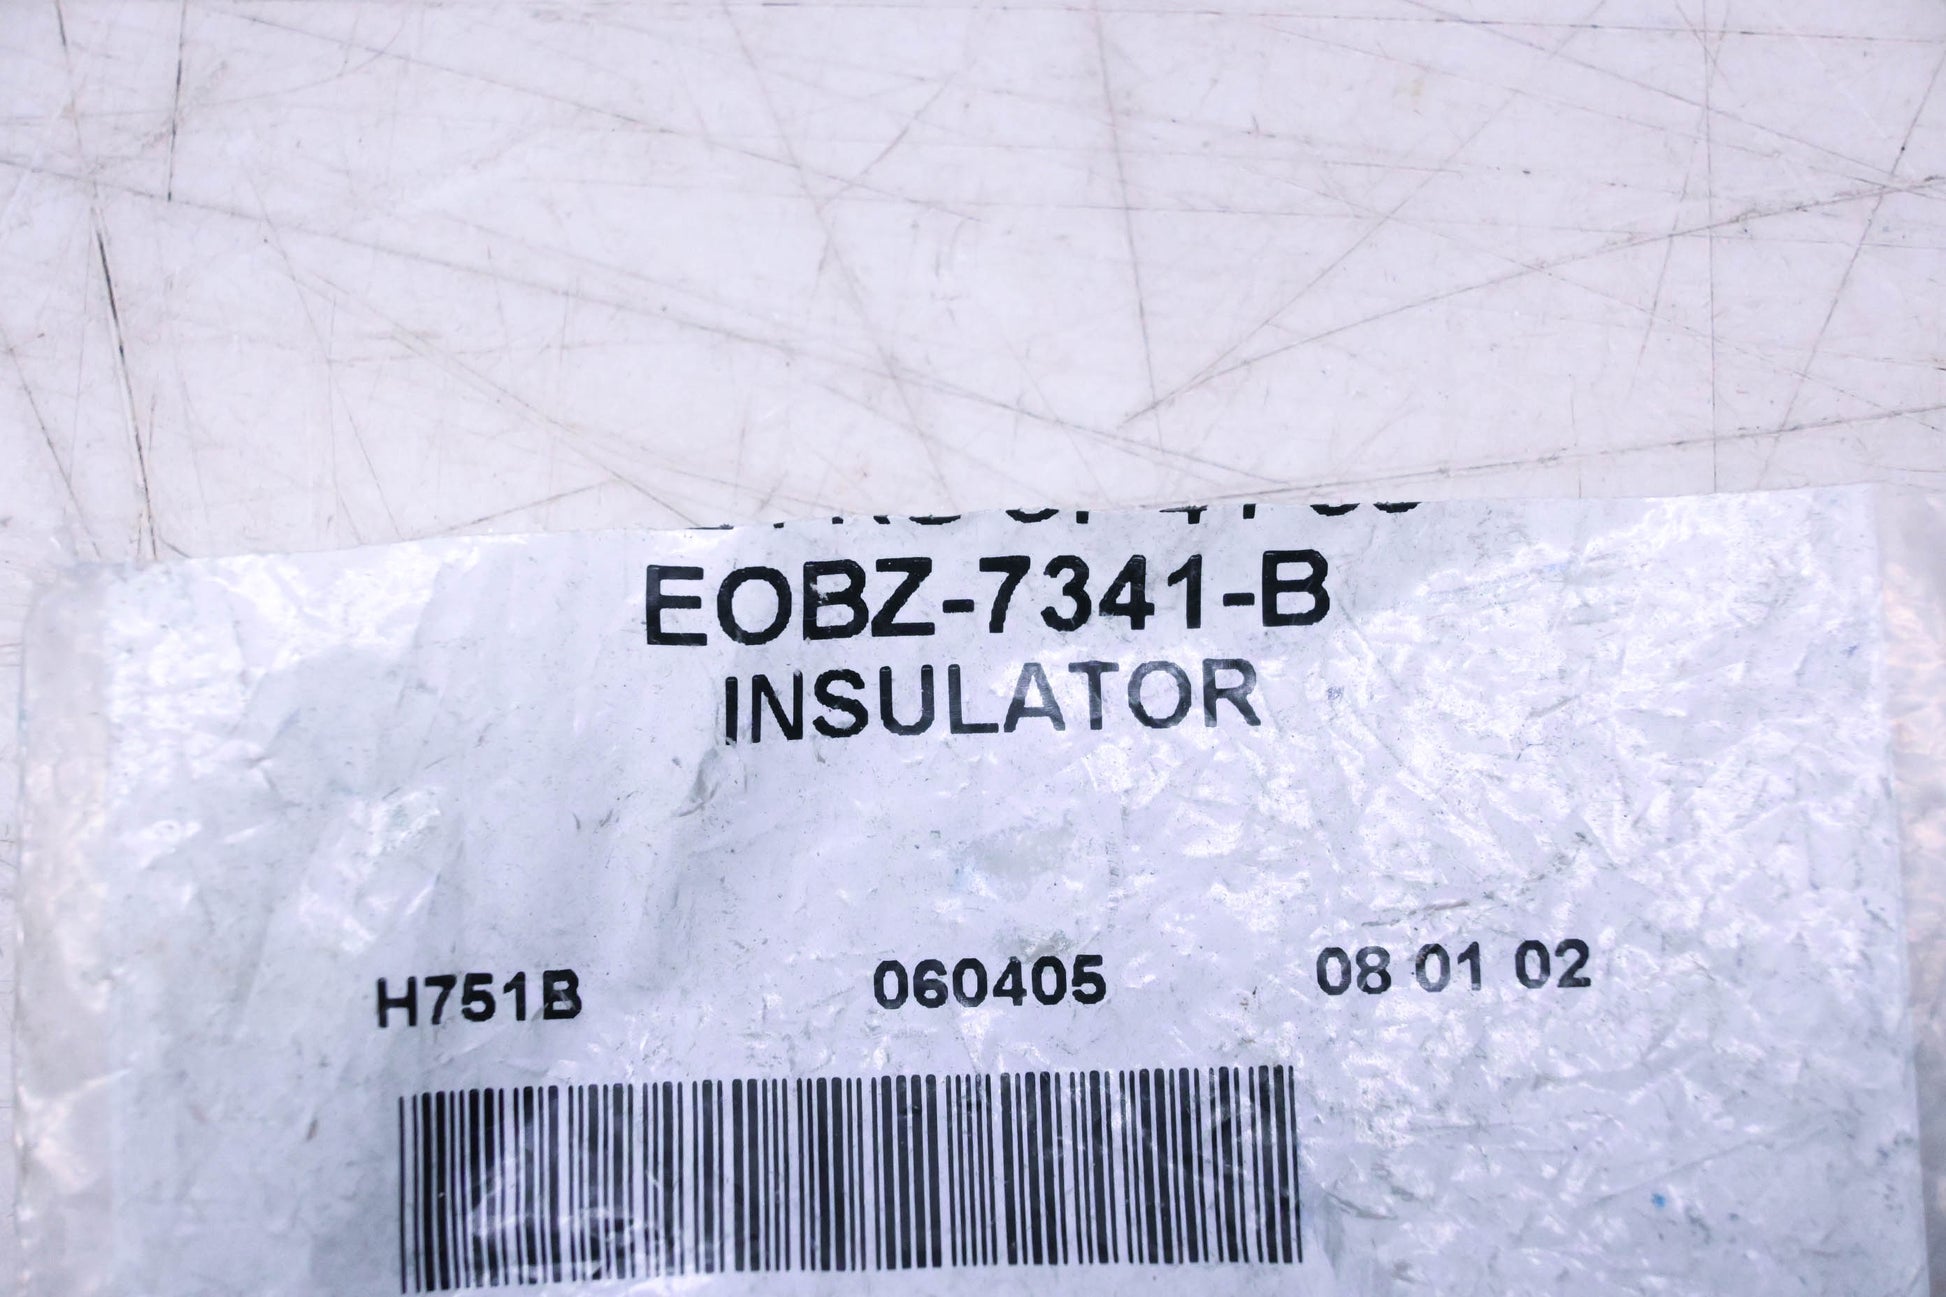 EOBZ-7341-B
INSULATOR
H751B 060405 08 01 02